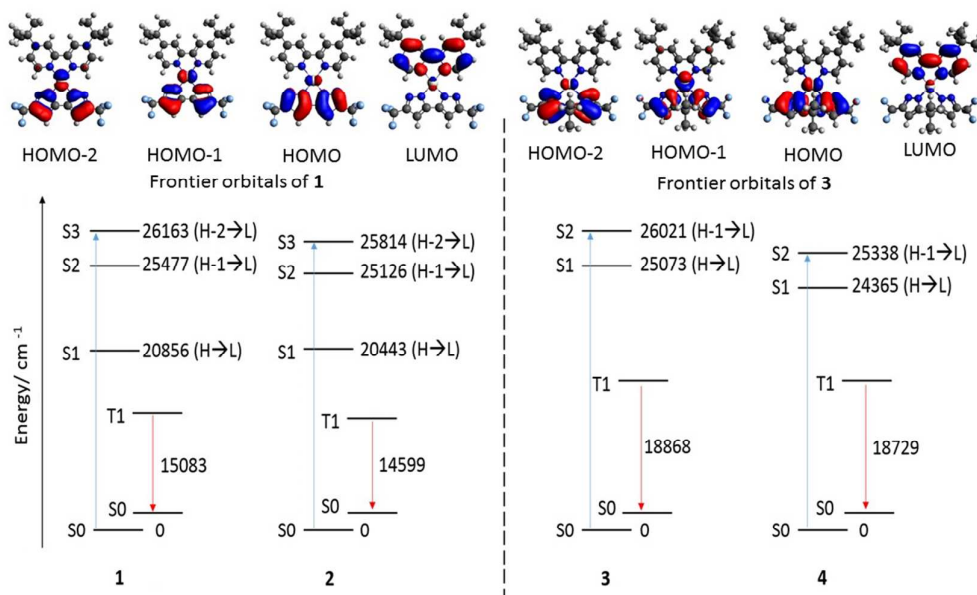 HOMO-2 HOMO-1 HOMO LUMO
Frontier orbitals of 1
HOMO-2 HOMO-1 HOMO LUMO
Frontier orbitals of 3
Energy/ cm -1
S3 26163 (H-2→L)
S2 25477 (H-1→L)
S1 20856 (H→L)
T1
15083
S0
S0 0
1
S3 25814 (H-2→L)
S2 25126 (H-1→L)
S1 20443 (H→L)
T1
14599
S0
S0 0
2
S2 26021 (H-1→L)
S1 25073 (H→L)
T1
18868
S0
S0 0
3
S2 25338 (H-1→L)
S1 24365 (H→L)
T1
18729
S0
S0 0
4